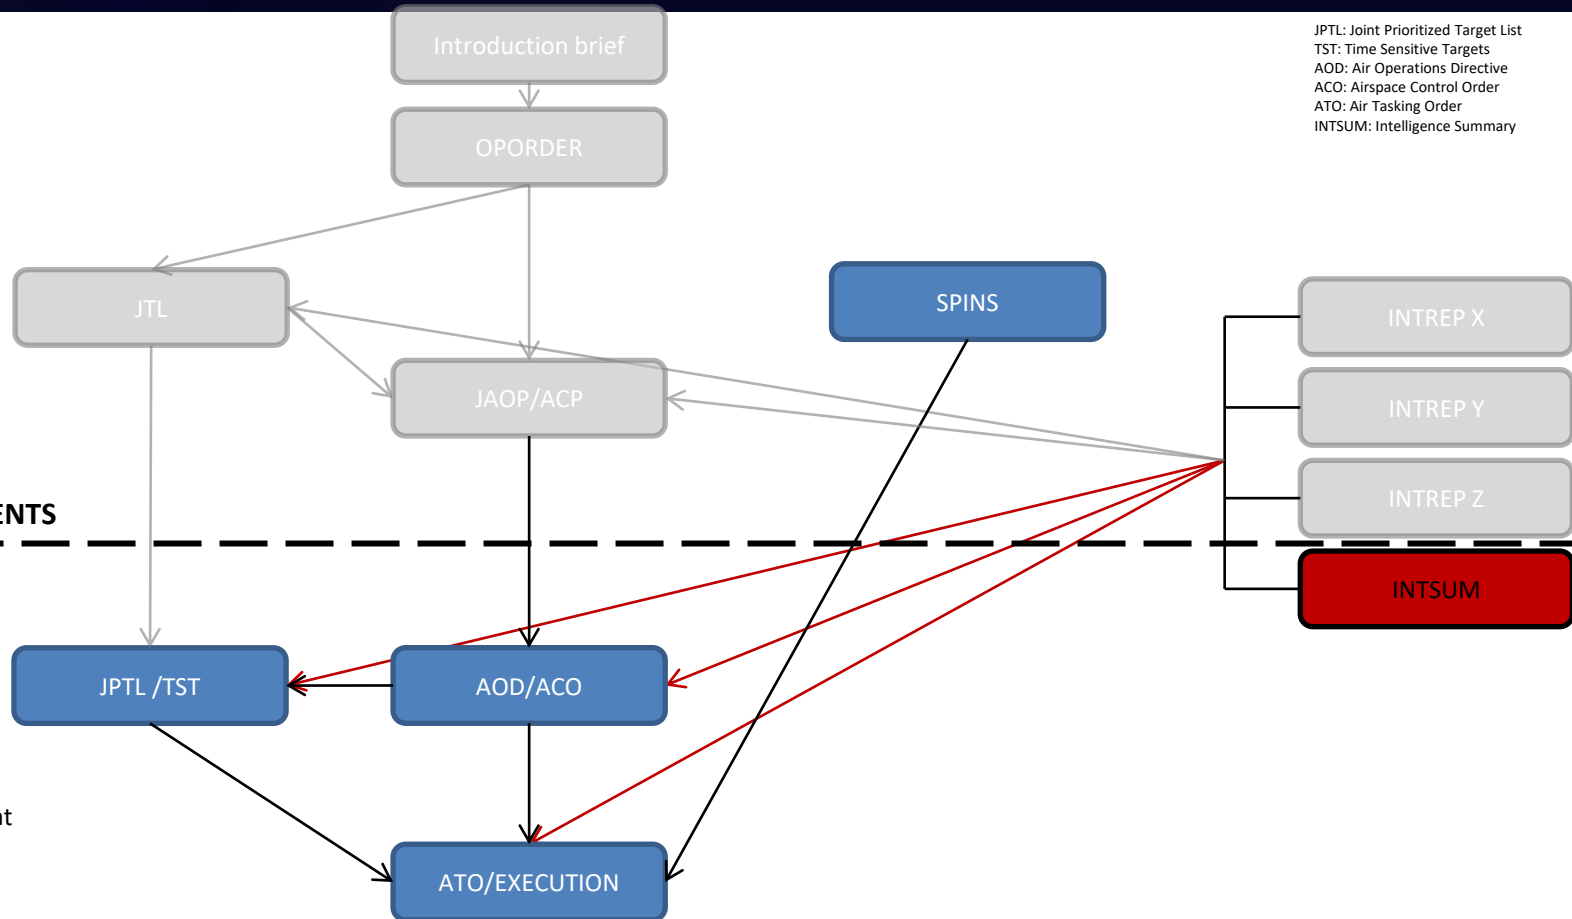 Introduction brief
JPTL: Joint Prioritized Target List
TST: Time Sensitive Targets
AOD: Air Operations Directive
ACO: Airspace Control Order
ATO: Air Tasking Order
INTSUM: Intelligence Summary
OPORDER
JTL
SPINS
INTREP X
JAOP/ACP
INTREP Y
INTREP Z
ENTS
INTSUM
JPTL /TST
AOD/ACO
nt
ATO/EXECUTION